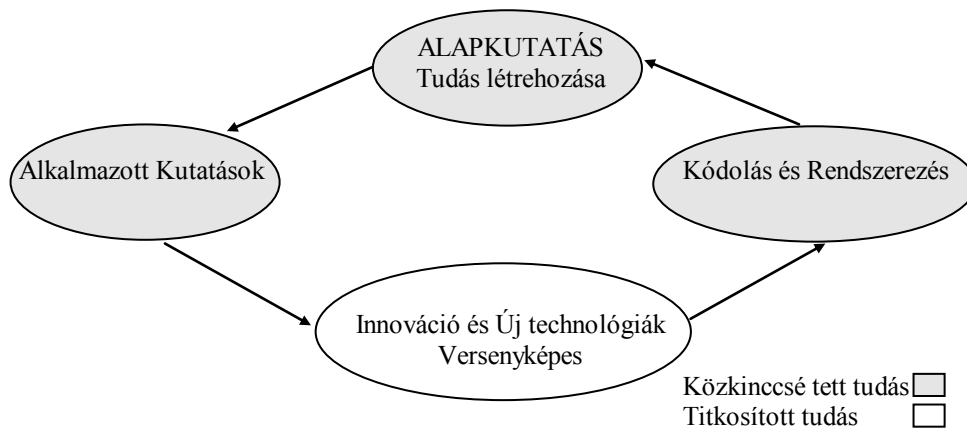 ALAPKUTATÁS
Tudás létrehozása
Alkalmazott Kutatások
Kódolás és Rendszerezés
Innováció és Új technológiák
Versenyképes
Közkinccsé tett tudás
Titkosított tudás